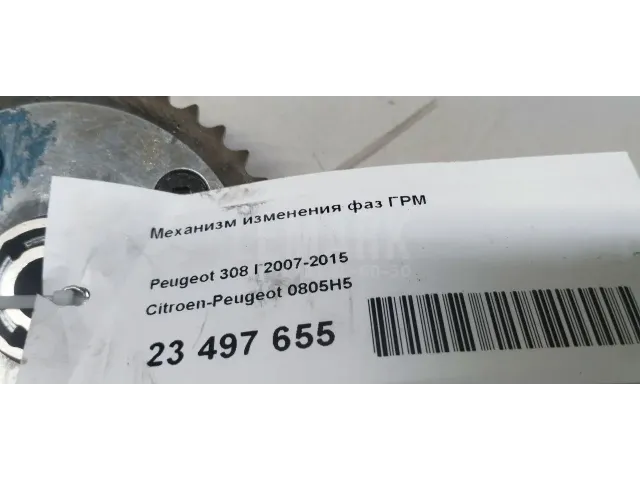 Механизм изменения фаз ГРМ
Peugeot 308 I 2007-2015
Citroen-Peugeot 0805H5
23 497 655